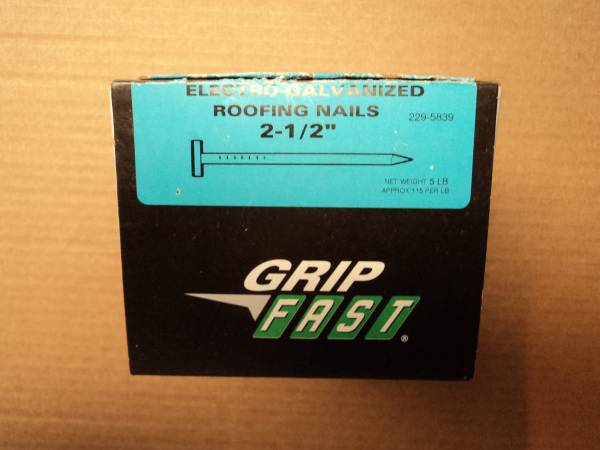 ELECTRO-GALVANIZED
ROOFING NAILS
2-1/2"
229-5839
NET WEIGHT 5 LB
APPROX 115 PER LB
GRIP
FAST®